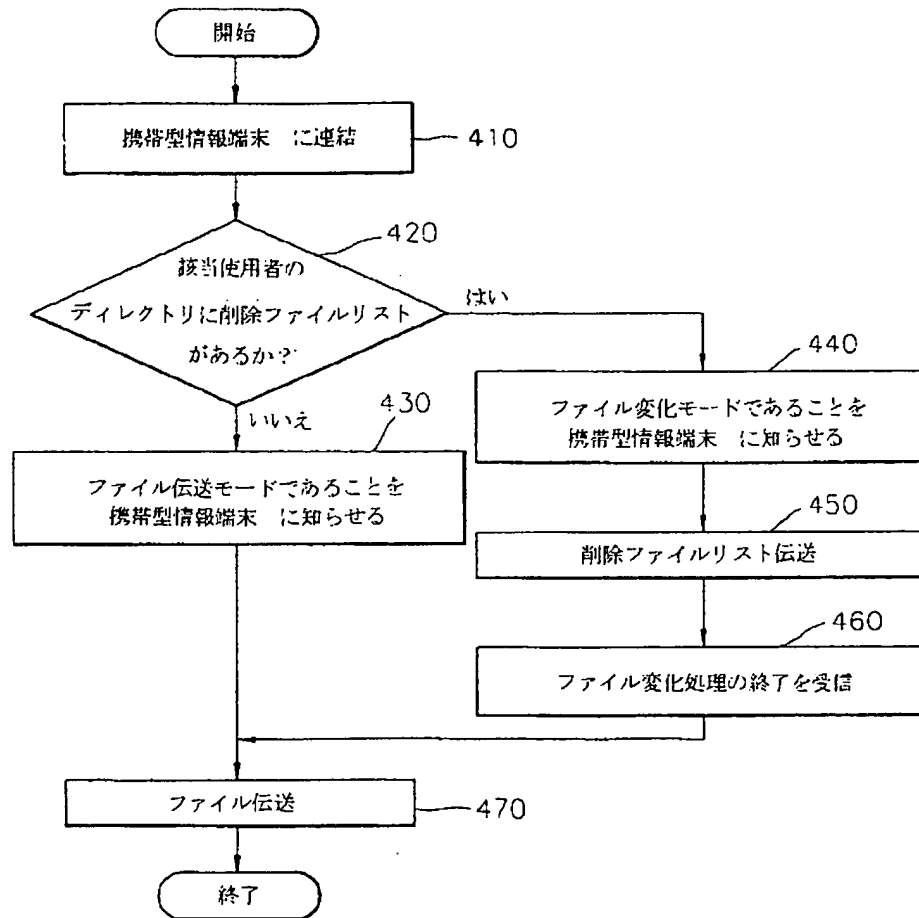 開始
携帯型情報端末 に連結
410
420
該当使用者の
ディレクトリに削除ファイルリスト
があるか?
はい
いいえ
430
ファイル伝送モードであることを
携帯型情報端末 に知らせる
440
ファイル変化モードであることを
携帯型情報端末 に知らせる
450
削除ファイルリスト伝送
460
ファイル変化処理の終了を受信
ファイル伝送
470
終了